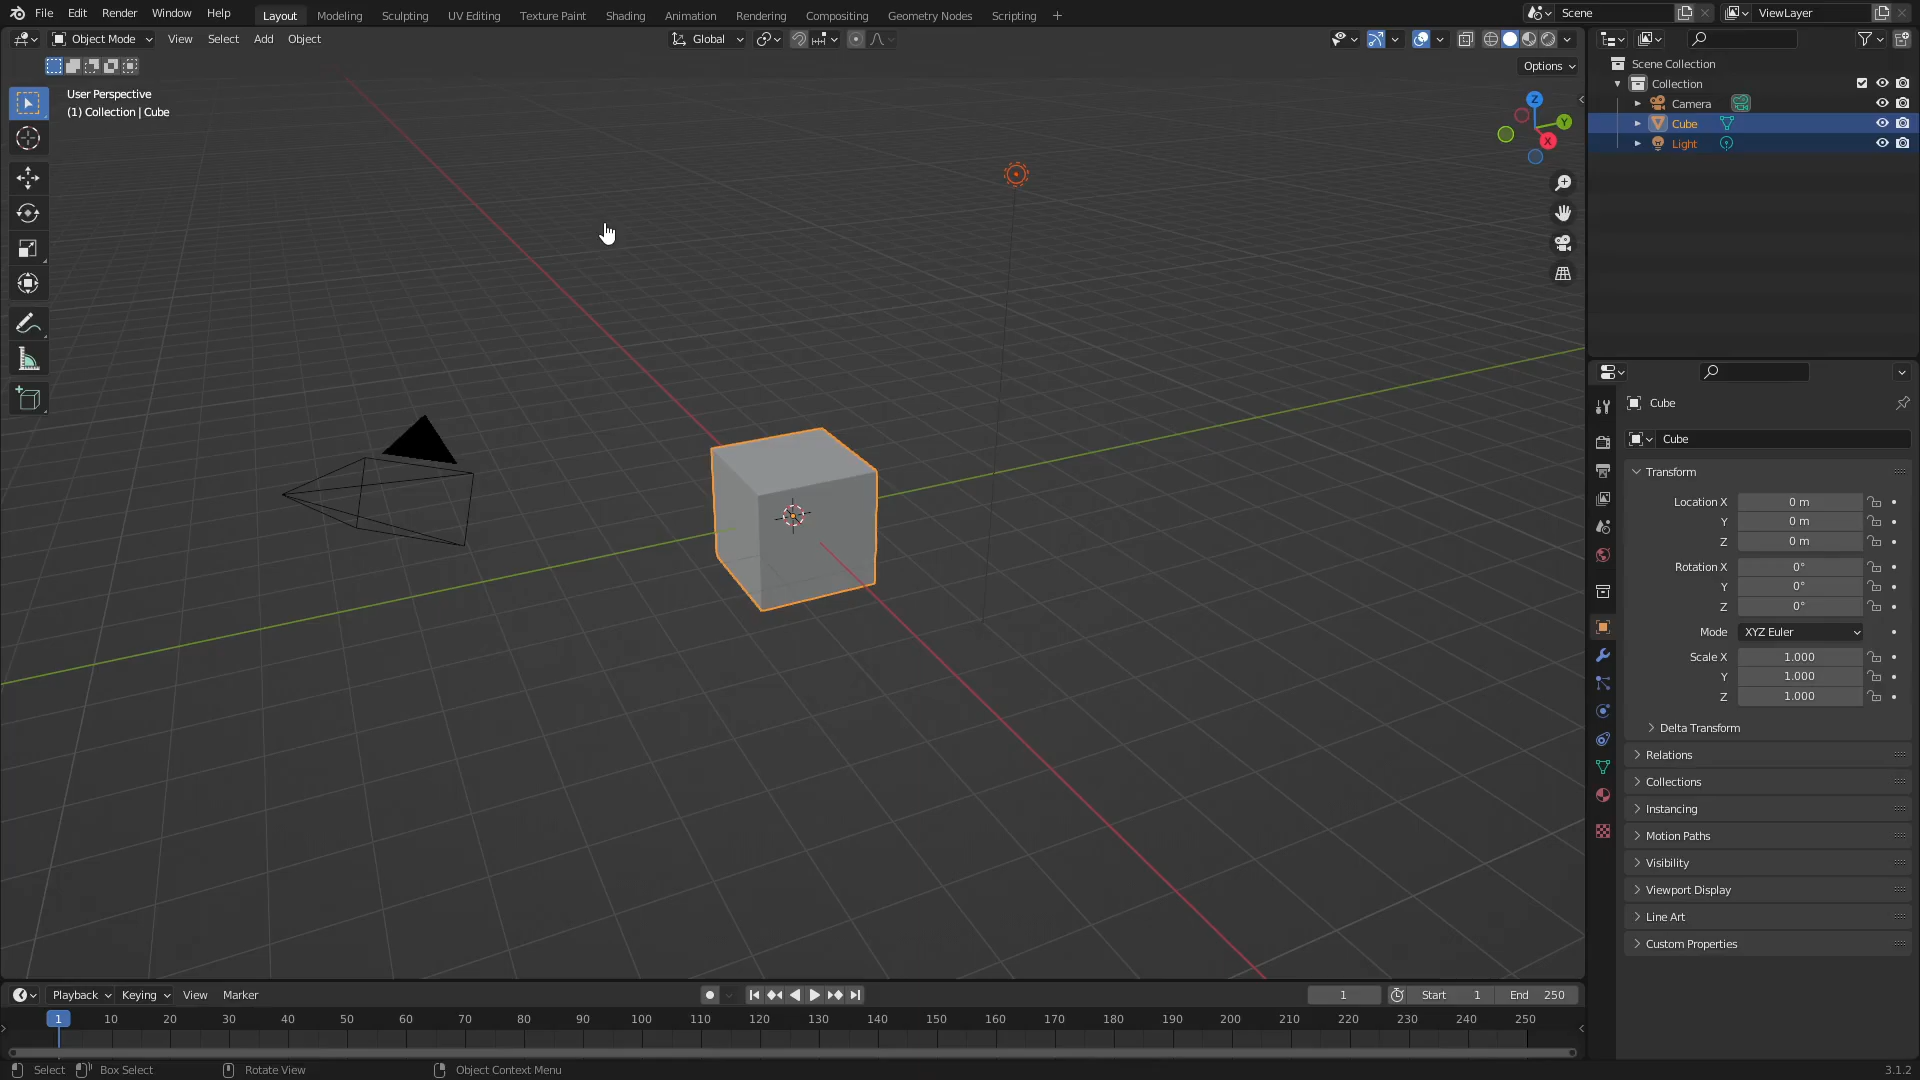 File Edit Render Window Help Layout Modeling Sculpting UV Editing Texture Paint Shading Animation Rendering Compositing Geometry Nodes Scripting + Scene ViewLayer
Object Mode View Select Add Object Global
Options
User Perspective
(1) Collection | Cube
Z
Y
X
Scene Collection
Collection
Camera
Cube
Light
Cube
Cube
Transform
Location X 0 m
Y 0 m
Z 0 m
Rotation X 0°
Y 0°
Z 0°
Mode XYZ Euler
Scale X 1.000
Y 1.000
Z 1.000
Delta Transform
Relations
Collections
Instancing
Motion Paths
Visibility
Viewport Display
Line Art
Custom Properties
Playback Keying View Marker 1 Start 1 End 250
1 10 20 30 40 50 60 70 80 90 100 110 120 130 140 150 160 170 180 190 200 210 220 230 240 250
Select Box Select Rotate View Object Context Menu 3.1.2